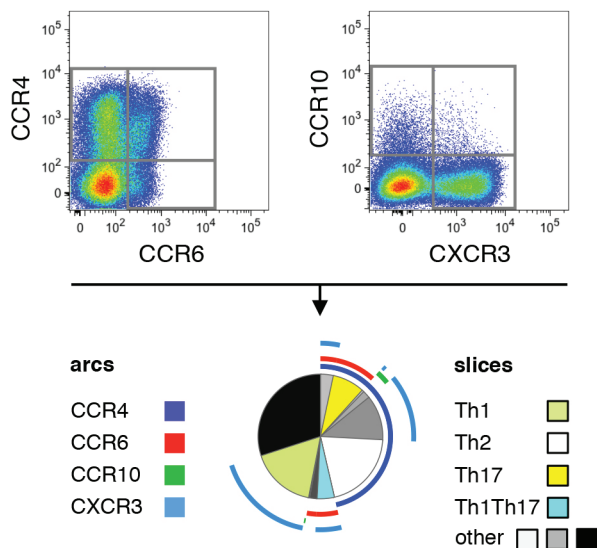 CCR4
10⁵
10⁴
10³
10²
0
0
10²
10³
10⁴
10⁵
CCR6
CCR10
10⁵
10⁴
10³
10²
0
0
10³
10⁴
10⁵
CXCR3
arcs
CCR4
CCR6
CCR10
CXCR3
slices
Th1
Th2
Th17
Th1Th17
other